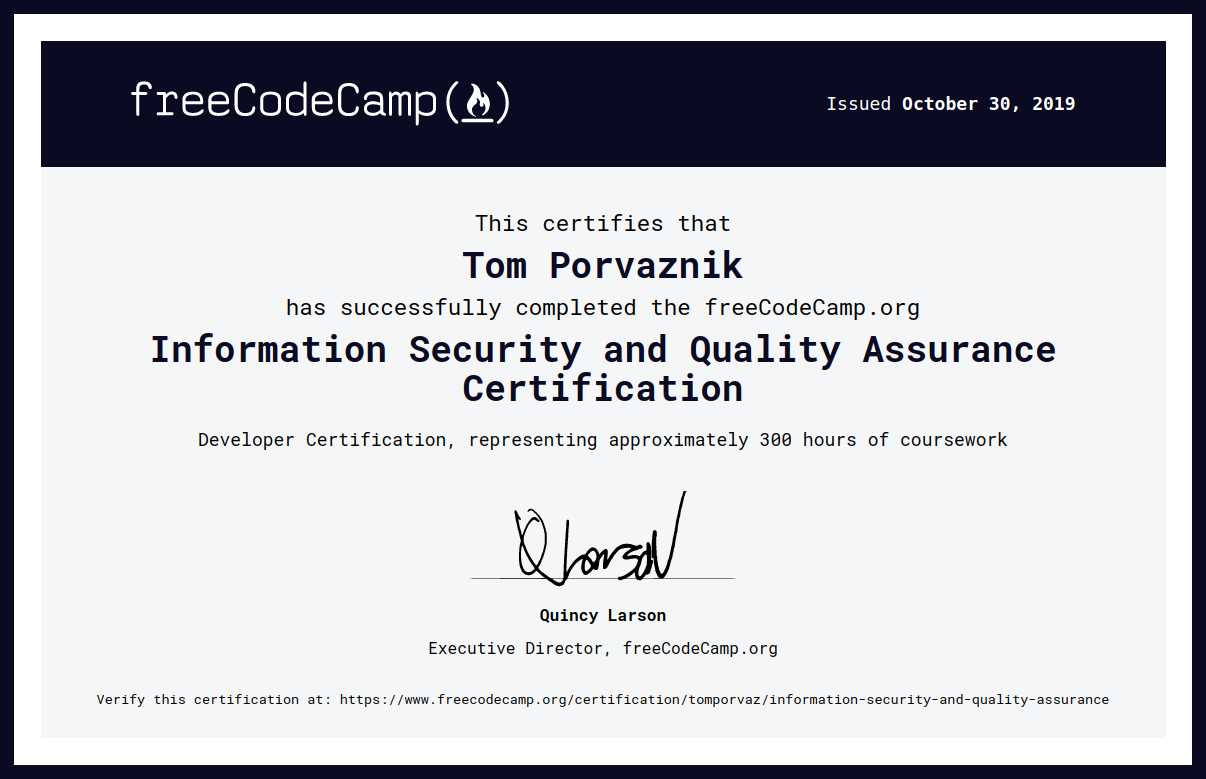 freeCodeCamp(🔥)
Issued October 30, 2019
This certifies that
Tom Porvaznik
has successfully completed the freeCodeCamp.org
Information Security and Quality Assurance
Certification
Developer Certification, representing approximately 300 hours of coursework
QLarson
Quincy Larson
Executive Director, freeCodeCamp.org
Verify this certification at: https://www.freecodecamp.org/certification/tomporvaz/information-security-and-quality-assurance